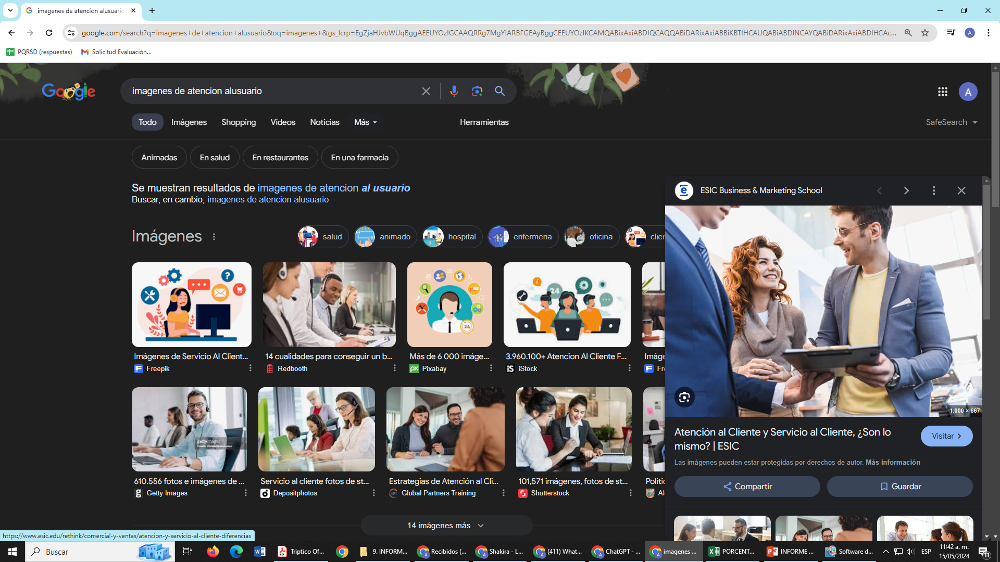 imagenes de atencion alusuario
google.com/search?q=imagenes+de+atencion+alusuario&oq=imagenes+&gs_lcrp=EgZjaHJvbWUqBggAEEUYOzIGCAAQRRg7MgYIARBFGEAyBggCEEUYOzIKCAMQABixAxiABDIQCAQQABiDARixAxiABBiKBTIHCAUQABiABDINCAYQABiDARixAxiABDIHCAc...
PQRSD (respuestas)
Solicitud Evaluación...
Google
imagenes de atencion alusuario
A
Todo
Imágenes
Shopping
Vídeos
Noticias
Más
Herramientas
SafeSearch
Animadas
En salud
En restaurantes
En una farmacia
Se muestran resultados de imagenes de atencion al usuario
Buscar, en cambio, imagenes de atencion alusuario
Imágenes
salud
animado
hospital
enfermeria
oficina
clien
Imágenes de Servicio Al Client...
Freepik
14 cualidades para conseguir un b...
Redbooth
Más de 6 000 imáge...
Pixabay
3.960.100+ Atencion Al Cliente F...
iStock
Imáge
Fre
610.556 fotos e imágenes de ...
Getty Images
Servicio al cliente fotos de st...
Depositphotos
Estrategias de Atención al Cli...
Global Partners Training
101,571 imágenes, fotos de st...
Shutterstock
Polític
Al
14 imágenes más
ESIC Business & Marketing School
1.000 × 667
Atención al Cliente y Servicio al Cliente, ¿Son lo
mismo? | ESIC
Visitar
Las imágenes pueden estar protegidas por derechos de autor. Más información
Compartir
Guardar
https://www.esic.edu/rethink/comercial-y-ventas/atencion-y-servicio-al-cliente-diferencias
Buscar
Triptico Of...
9. INFORM...
Recibidos (...
Shakira - L...
(411) What...
ChatGPT - ...
imagenes ...
PORCENT...
INFORME ...
Software d...
ESP
11:42 a. m.
15/05/2024
11